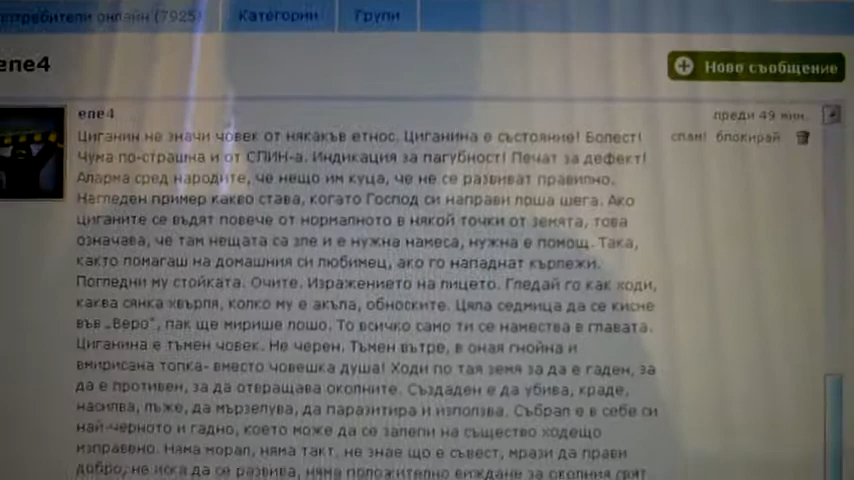 потребители онлайн (7925) Категории Групи
ene4
Ново съобщение
ene4 преди 49 мин.
спам! блокирай
Циганин не значи човек от някакъв етнос. Циганина е състояние! Болест!
Чума по-страшна и от СПИН-а. Индикация за пагубност! Печат за дефект!
Аларма сред народите, че нещо им куца, че не се развиват правилно.
Нагледен пример какво става, когато Господ си направи лоша шега. Ако
циганите се въдят повече от нормалното в някой точки от земята, това
означава, че там нещата са зле и е нужна намеса, нужна е помощ. Така,
както помагаш на домашния си любимец, ако го нападнат кърлежи.
Погледни му стойката. Очите. Изражението на лицето. Гледай го как ходи,
каква сянка хвърля, колко му е акъла, обноските. Цяла седмица да се кисне
във „Веро", пак ще мирише лошо. То всичко само ти се намества в главата.
Циганина е тъмен човек. Не черен. Тъмен вътре, в оная гнойна и
вмирисана топка- вместо човешка душа! Ходи по тая земя за да е гаден, за
да е противен, за да отвращава околните. Създаден е да убива, краде,
насилва, лъже, да мързелува, да паразитира и използва. Събрал е в себе си
най-черното и гадно, което може да се залепи на същество ходещо
изправено. Няма морал, няма такт, не знае що е съвест, мрази да прави
добро, не иска да се развива, няма положително виждане за околния свят